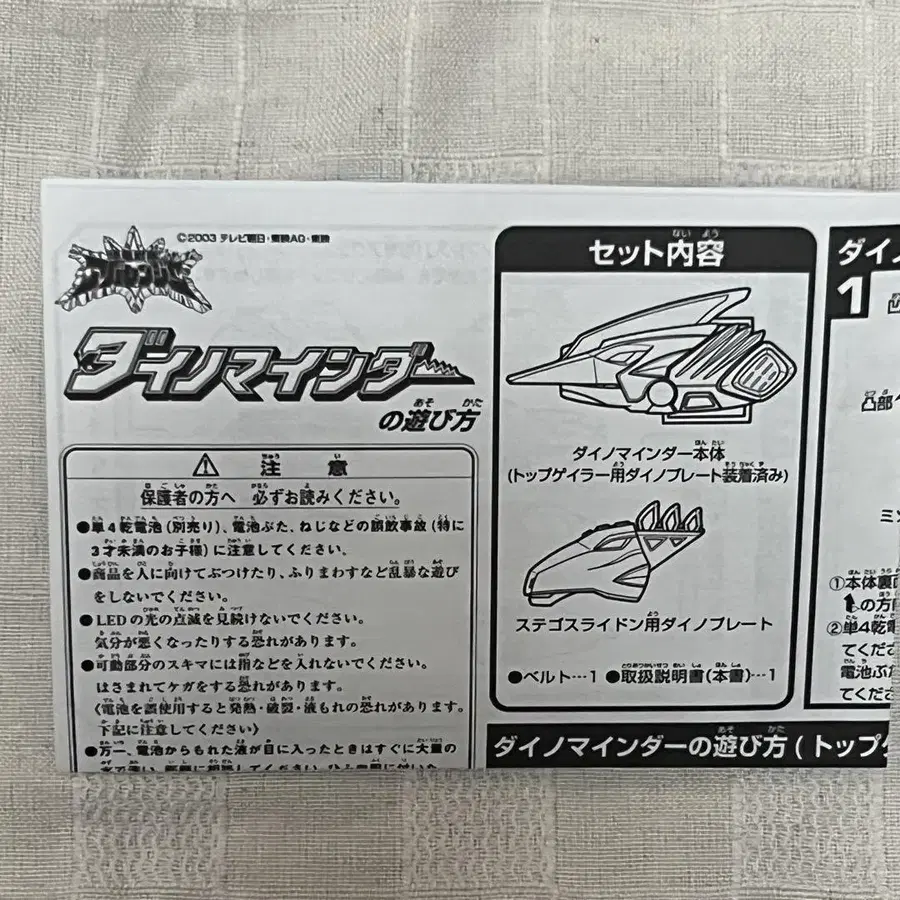 ©2003 テレビ朝日・東映AG・東映
アバレンジャー
ダイノマインダー
の遊び方
⚠ 注 意
保護者の方へ 必ずお読みください。
●単4乾電池(別売り)、電池ぶた、ねじなどの誤飲事故(特に
3才未満のお子様)に注意してください。
●商品を人に向けてぶつけたり、ふりまわすなど乱暴な遊び
をしないでください。
●LEDの光の点滅を見続けないでください。
気分が悪くなったりする恐れがあります。
●可動部分のスキマには指などを入れないでください。
はさまれてケガをする恐れがあります。
〈電池を誤使用すると発熱・破裂・液もれの恐れがあります。
下記に注意してください〉
●万一、電池からもれた液が目に入ったときはすぐに大量の
セット内容
ダイノマインダー本体
(トップゲイラー用ダイノプレート装着済み)
ステゴスライドン用ダイノプレート
●ベルト…1 ●取扱説明書(本書)…1
ダイノマインダーの遊び方(トップ
ダイ
1
凸部
ミ
①本体裏
の方
②単4乾電
てくだ
電池ぶた
てくだ